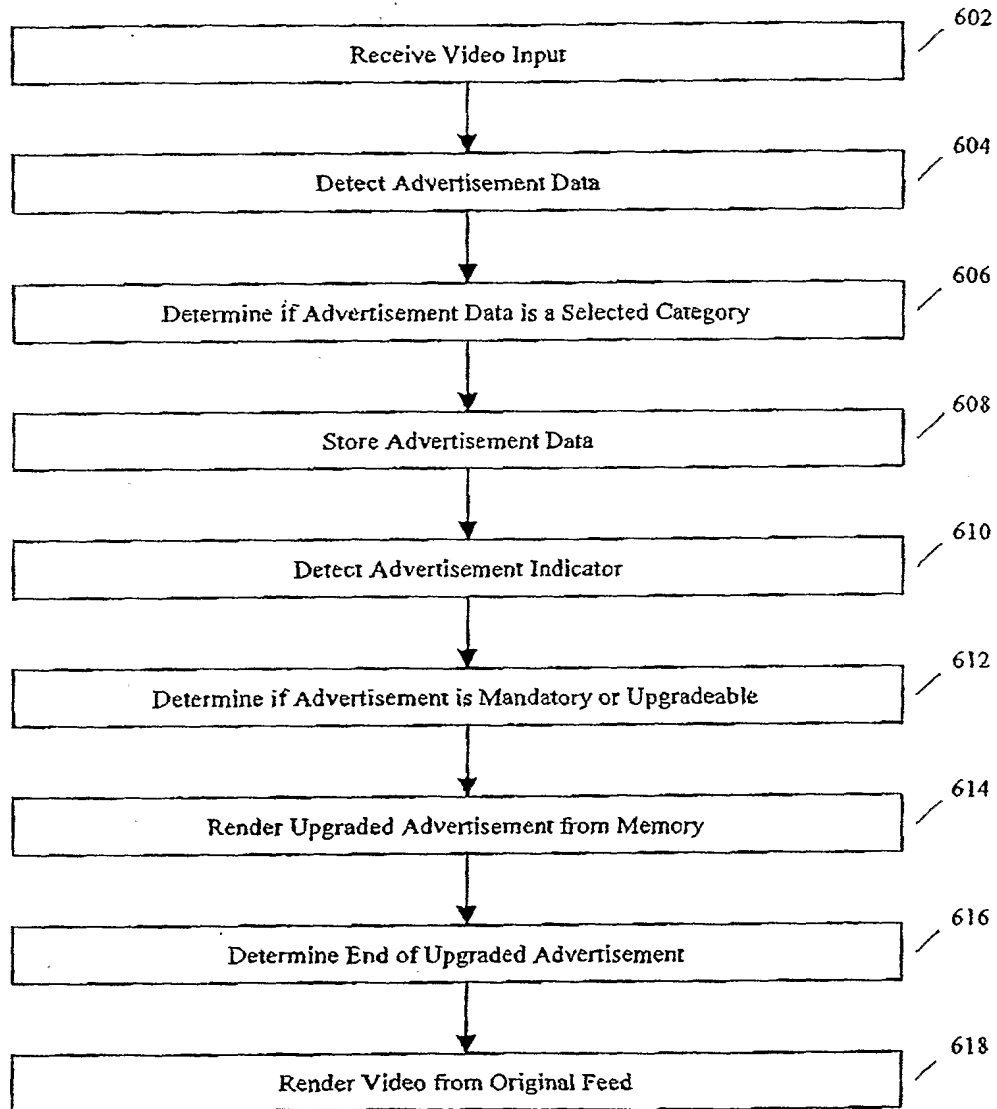 602
Receive Video Input
604
Detect Advertisement Data
606
Determine if Advertisement Data is a Selected Category
608
Store Advertisement Data
610
Detect Advertisement Indicator
612
Determine if Advertisement is Mandatory or Upgradeable
614
Render Upgraded Advertisement from Memory
616
Determine End of Upgraded Advertisement
618
Render Video from Original Feed